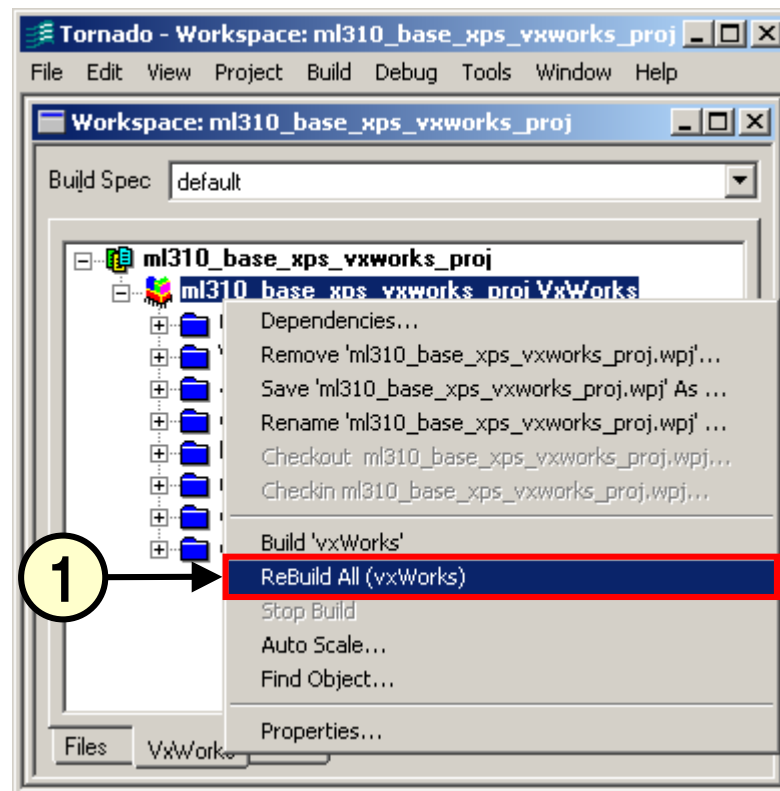 Tornado - Workspace: ml310_base_xps_vxworks_proj
File Edit View Project Build Debug Tools Window Help
Workspace: ml310_base_xps_vxworks_proj
Build Spec default
ml310_base_xps_vxworks_proj
ml310_base_xps_vxworks_proj VxWorks
Dependencies...
Remove 'ml310_base_xps_vxworks_proj.wpj'...
Save 'ml310_base_xps_vxworks_proj.wpj' As ...
Rename 'ml310_base_xps_vxworks_proj.wpj' ...
Checkout ml310_base_xps_vxworks_proj.wpj...
Checkin ml310_base_xps_vxworks_proj.wpj...
Build 'vxWorks'
1 ReBuild All (vxWorks)
Stop Build
Auto Scale...
Find Object...
Properties...
Files VxWorks